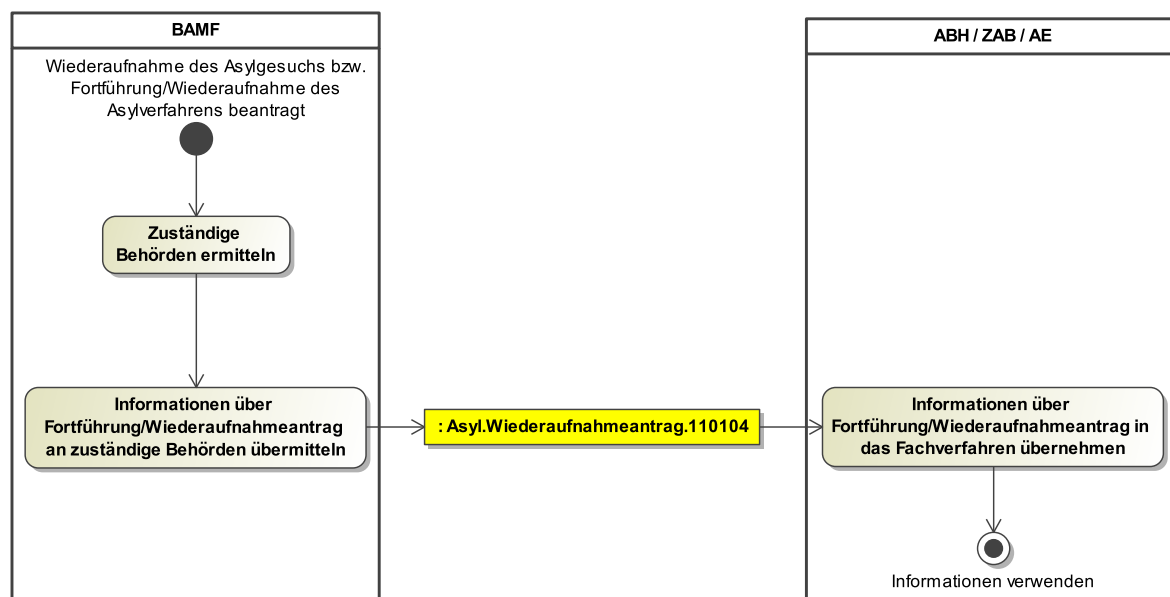 BAMF
Wiederaufnahme des Asylgesuchs bzw.
Fortführung/Wiederaufnahme des
Asylverfahrens beantragt
Zuständige
Behörden ermitteln
Informationen über
Fortführung/Wiederaufnahmeantrag
an zuständige Behörden übermitteln
: Asyl.Wiederaufnahmeantrag.110104
ABH / ZAB / AE
Informationen über
Fortführung/Wiederaufnahmeantrag in
das Fachverfahren übernehmen
Informationen verwenden